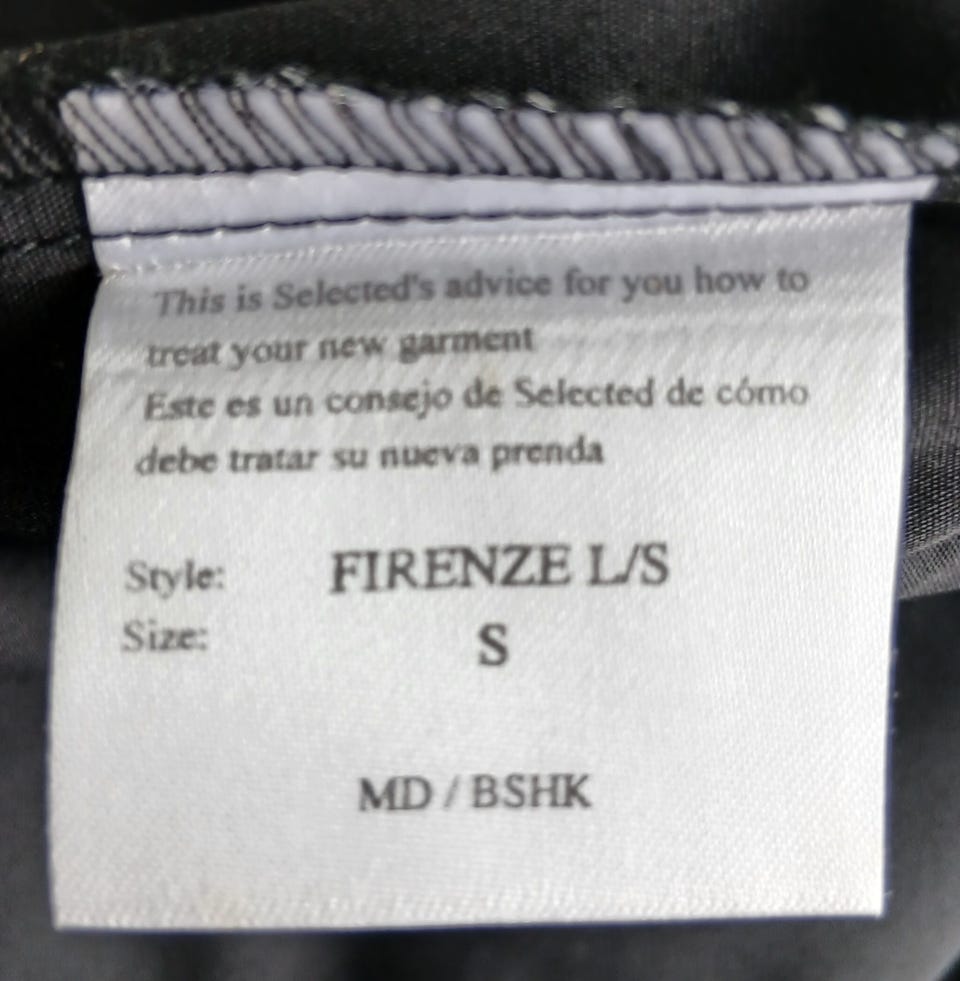 This is Selected's advice for you how to
treat your new garment
Este es un consejo de Selected de cómo
debe tratar su nueva prenda
Style: FIRENZE L/S
Size: S
MD / BSHK